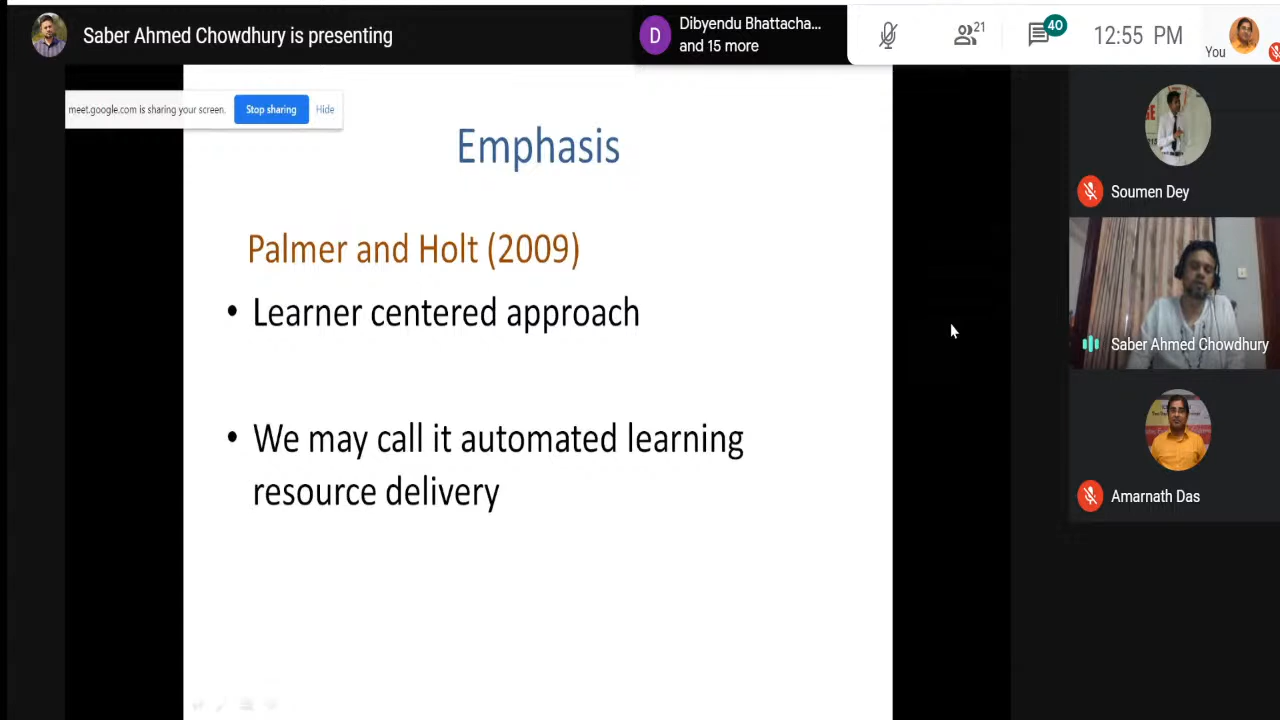 Saber Ahmed Chowdhury is presenting
D
Dibyendu Bhattacha...
and 15 more
21
40
12:55 PM
You
meet.google.com is sharing your screen.
Stop sharing
Hide
Emphasis
Palmer and Holt (2009)
• Learner centered approach
• We may call it automated learning
resource delivery
Soumen Dey
Saber Ahmed Chowdhury
Amarnath Das